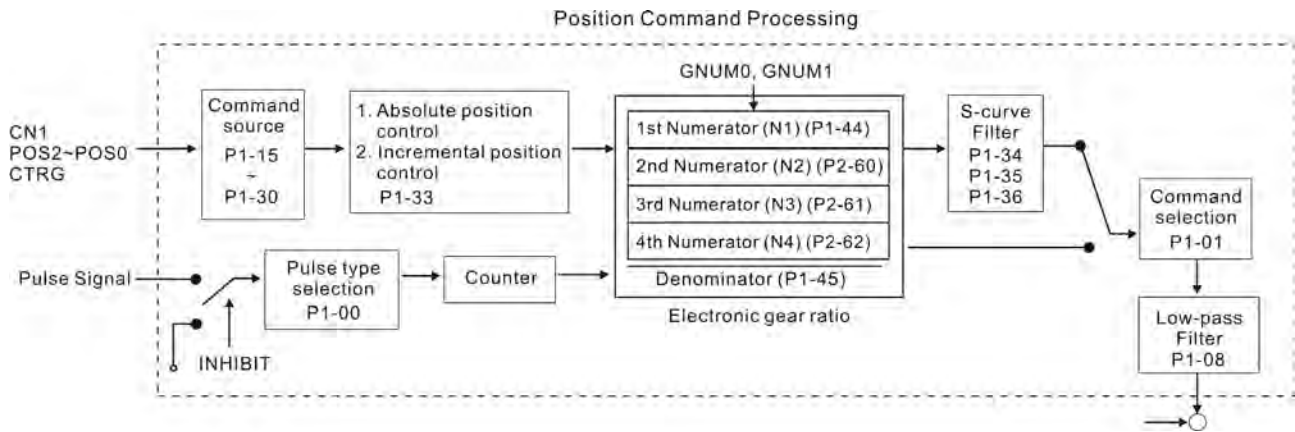 Position Command Processing
GNUM0, GNUM1
CN1
POS2~POS0
CTRG
Command
source
P1-15
~
P1-30
1. Absolute position
control
2. Incremental position
control
P1-33
1st Numerator (N1) (P1-44)
2nd Numerator (N2) (P2-60)
3rd Numerator (N3) (P2-61)
4th Numerator (N4) (P2-62)
Denominator (P1-45)
Electronic gear ratio
S-curve
Filter
P1-34
P1-35
P1-36
Command
selection
P1-01
Pulse Signal
INHIBIT
Pulse type
selection
P1-00
Counter
Low-pass
Filter
P1-08